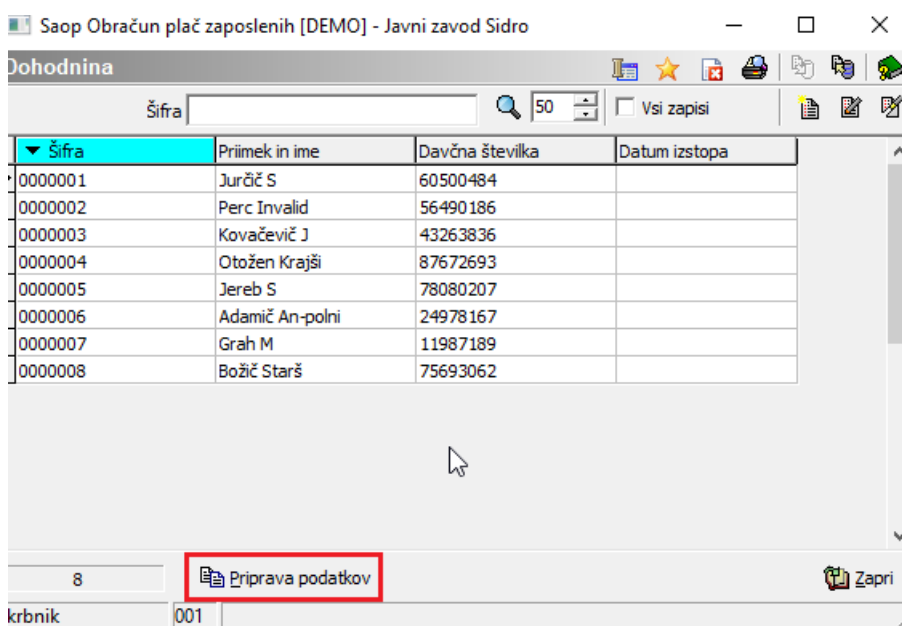 Saop Obračun plač zaposlenih [DEMO] - Javni zavod Sidro
Dohodnina
Šifra 50 Vsi zapisi
Šifra Priimek in ime Davčna številka Datum izstopa
0000001 Jurčič S 60500484
0000002 Perc Invalid 56490186
0000003 Kovačevič J 43263836
0000004 Otožen Krajši 87672693
0000005 Jereb S 78080207
0000006 Adamič An-polni 24978167
0000007 Grah M 11987189
0000008 Božič Starš 75693062
8 Priprava podatkov Zapri
krbnik 001